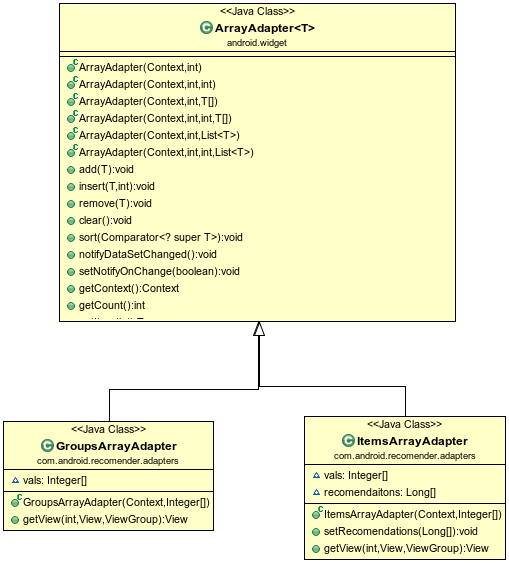 <<Java Class>>
ArrayAdapter<T>
android.widget
ArrayAdapter(Context,int)
ArrayAdapter(Context,int,int)
ArrayAdapter(Context,int,T[])
ArrayAdapter(Context,int,int,T[])
ArrayAdapter(Context,int,List<T>)
ArrayAdapter(Context,int,int,List<T>)
add(T):void
insert(T,int):void
remove(T):void
clear():void
sort(Comparator<? super T>):void
notifyDataSetChanged():void
setNotifyOnChange(boolean):void
getContext():Context
getCount():int
<<Java Class>>
GroupsArrayAdapter
com.android.recomender.adapters
vals: Integer[]
GroupsArrayAdapter(Context,Integer[])
getView(int,View,ViewGroup):View
<<Java Class>>
ItemsArrayAdapter
com.android.recomender.adapters
vals: Integer[]
recomendaitons: Long[]
ItemsArrayAdapter(Context,Integer[])
setRecomendations(Long[]):void
getView(int,View,ViewGroup):View